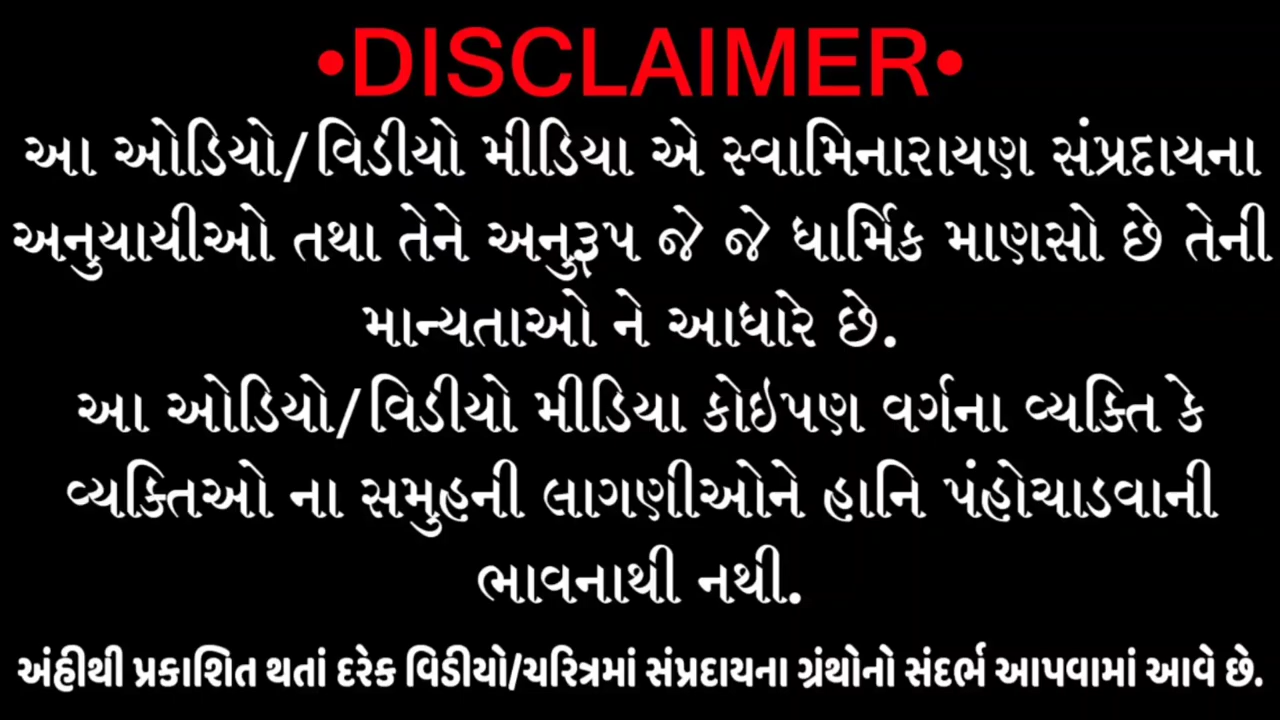 •DISCLAIMER•
આ ઓડિયો/વિડીયો મીડિયા એ સ્વામિનારાયણ સંપ્રદાયના
અનુયાયીઓ તથા તેને અનુરૂપ જે જે ધાર્મિક માણસો છે તેની
માન્યતાઓ ને આધારે છે.
આ ઓડિયો/વિડીયો મીડિયા કોઇપણ વર્ગના વ્યક્તિ કે
વ્યક્તિઓ ના સમુહની લાગણીઓને હાનિ પંહોચાડવાની
ભાવનાથી નથી.
અંહીથી પ્રકાશિત થતાં દરેક વિડીયો/ચરિત્રમાં સંપ્રદાયના ગ્રંથોનો સંદર્ભ આપવામાં આવે છે.